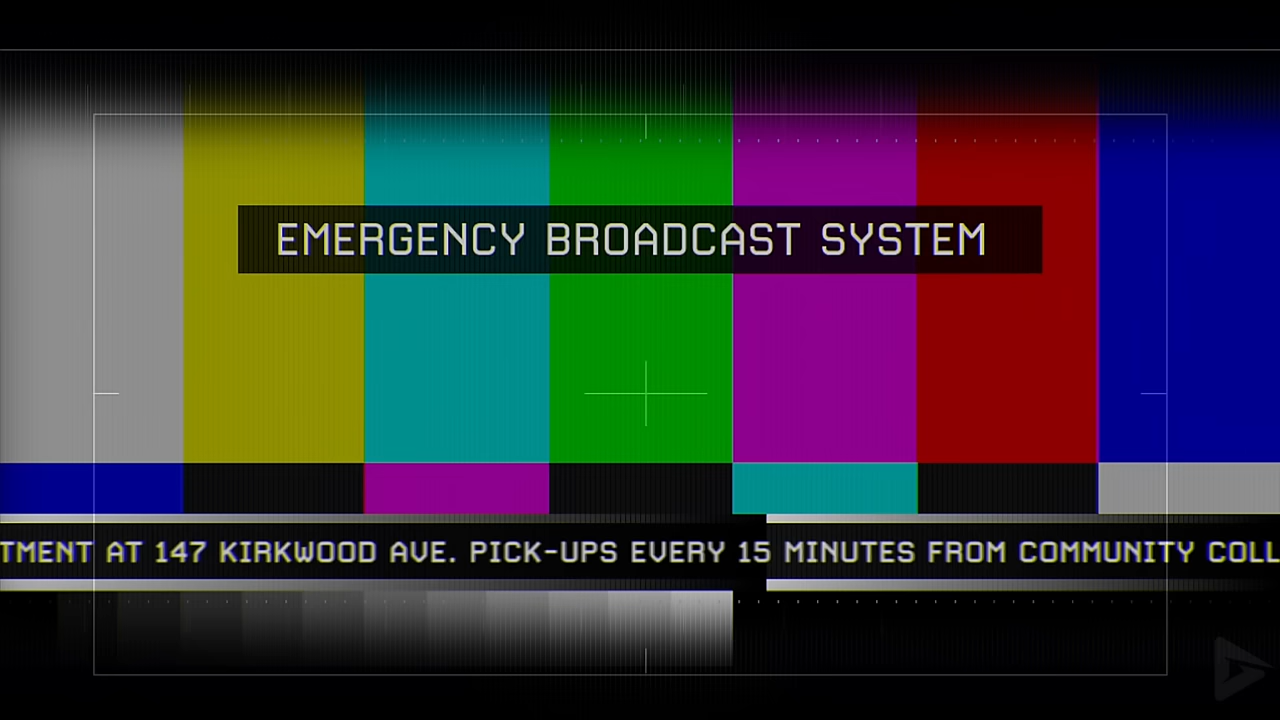 EMERGENCY BROADCAST SYSTEM
TMENT AT 147 KIRKWOOD AVE. PICK-UPS EVERY 15 MINUTES FROM COMMUNITY COLL